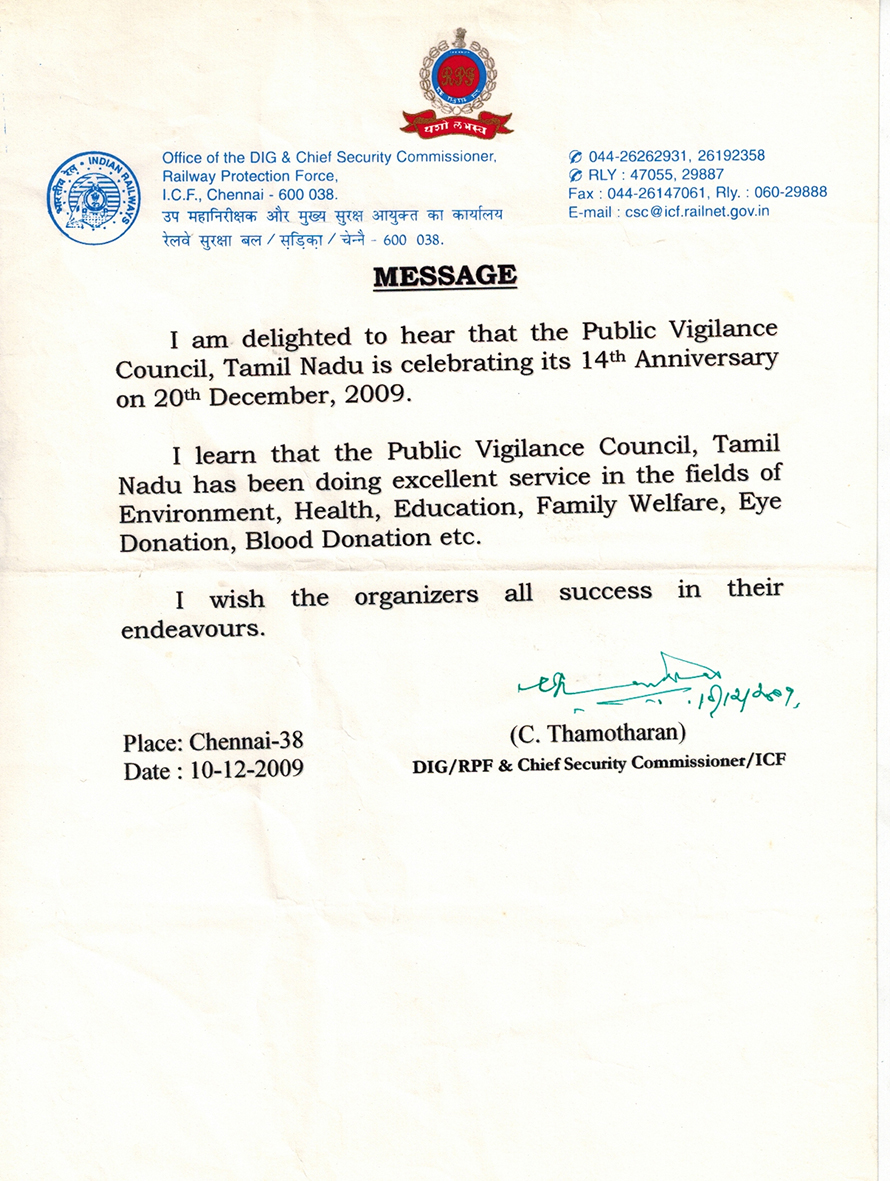 यशो लभस्व
भारतीय रेल • INDIAN RAILWAYS
Office of the DIG & Chief Security Commissioner,
Railway Protection Force,
I.C.F., Chennai - 600 038.
उप महानिरीक्षक और मुख्य सुरक्षा आयुक्त का कार्यालय
रेलवे सुरक्षा बल / सडिका / चेन्नै - 600 038.
✆ 044-26262931, 26192358
✆ RLY : 47055, 29887
Fax : 044-26147061, Rly. : 060-29888
E-mail : csc@icf.railnet.gov.in
MESSAGE
I am delighted to hear that the Public Vigilance
Council, Tamil Nadu is celebrating its 14th Anniversary
on 20th December, 2009.
I learn that the Public Vigilance Council, Tamil
Nadu has been doing excellent service in the fields of
Environment, Health, Education, Family Welfare, Eye
Donation, Blood Donation etc.
I wish the organizers all success in their
endeavours.
10/12/2009,
Place: Chennai-38
Date : 10-12-2009
(C. Thamotharan)
DIG/RPF & Chief Security Commissioner/ICF